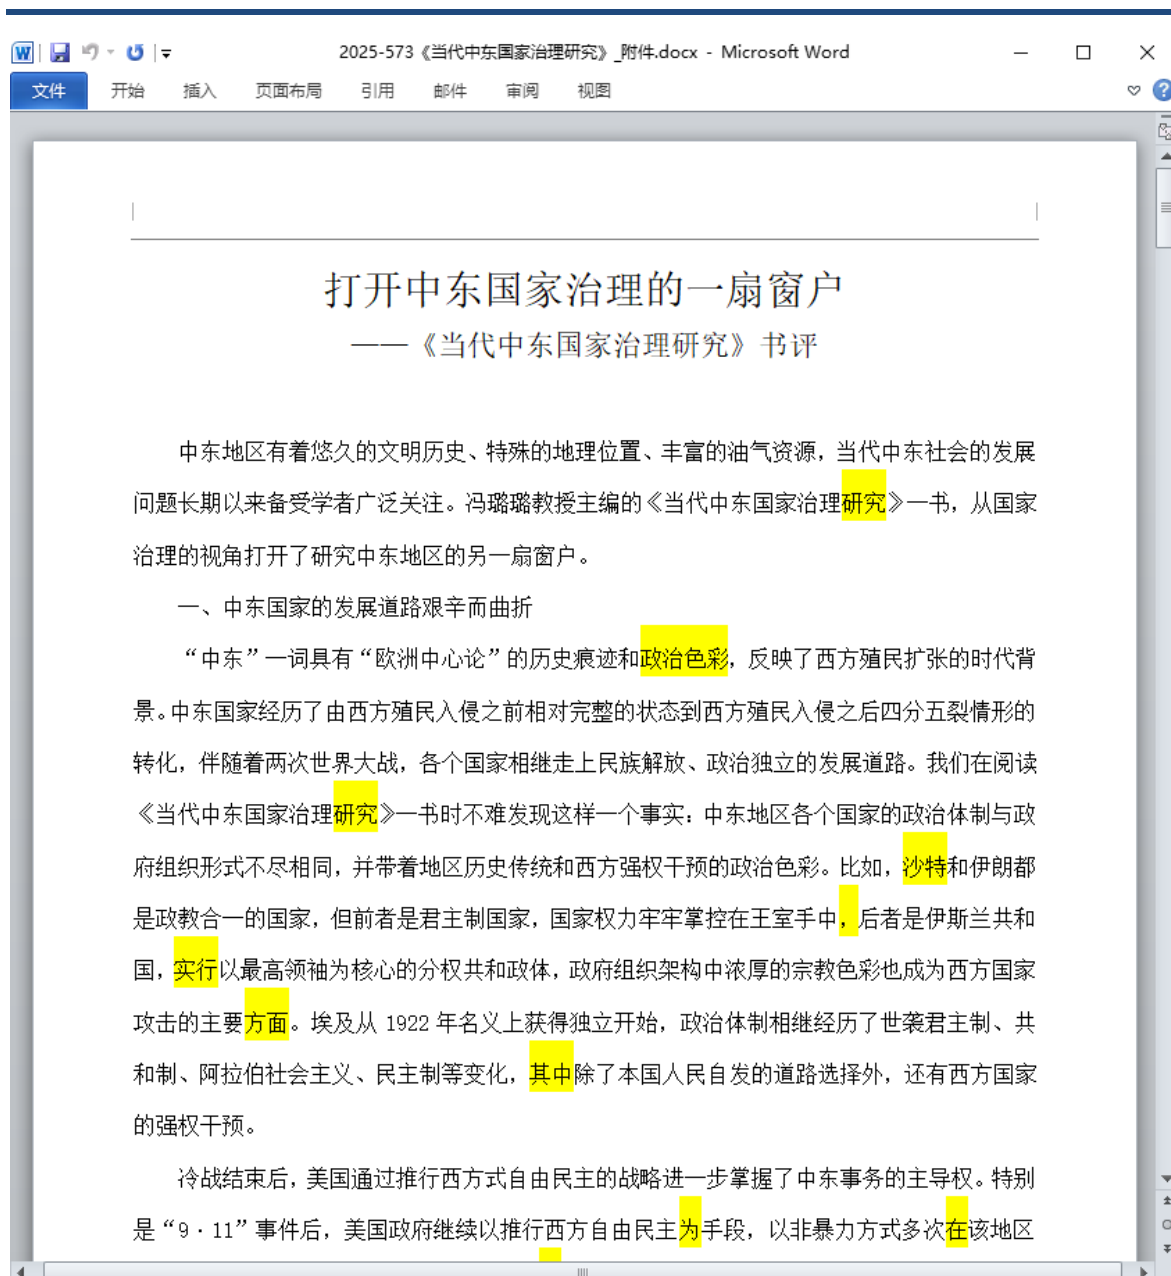 2025-573《当代中东国家治理研究》_附件.docx - Microsoft Word
文件 开始 插入 页面布局 引用 邮件 审阅 视图
打开中东国家治理的一扇窗户
——《当代中东国家治理研究》书评
中东地区有着悠久的文明历史、特殊的地理位置、丰富的油气资源，当代中东社会的发展
问题长期以来备受学者广泛关注。冯璐璐教授主编的《当代中东国家治理研究》一书，从国家
治理的视角打开了研究中东地区的另一扇窗户。
一、中东国家的发展道路艰辛而曲折
“中东”一词具有“欧洲中心论”的历史痕迹和政治色彩，反映了西方殖民扩张的时代背
景。中东国家经历了由西方殖民入侵之前相对完整的状态到西方殖民入侵之后四分五裂情形的
转化，伴随着两次世界大战，各个国家相继走上民族解放、政治独立的发展道路。我们在阅读
《当代中东国家治理研究》一书时不难发现这样一个事实：中东地区各个国家的政治体制与政
府组织形式不尽相同，并带着地区历史传统和西方强权干预的政治色彩。比如，沙特和伊朗都
是政教合一的国家，但前者是君主制国家，国家权力牢牢掌控在王室手中，后者是伊斯兰共和
国，实行以最高领袖为核心的分权共和政体，政府组织架构中浓厚的宗教色彩也成为西方国家
攻击的主要方面。埃及从 1922 年名义上获得独立开始，政治体制相继经历了世袭君主制、共
和制、阿拉伯社会主义、民主制等变化，其中除了本国人民自发的道路选择外，还有西方国家
的强权干预。
冷战结束后，美国通过推行西方式自由民主的战略进一步掌握了中东事务的主导权。特别
是“9·11”事件后，美国政府继续以推行西方自由民主为手段，以非暴力方式多次在该地区